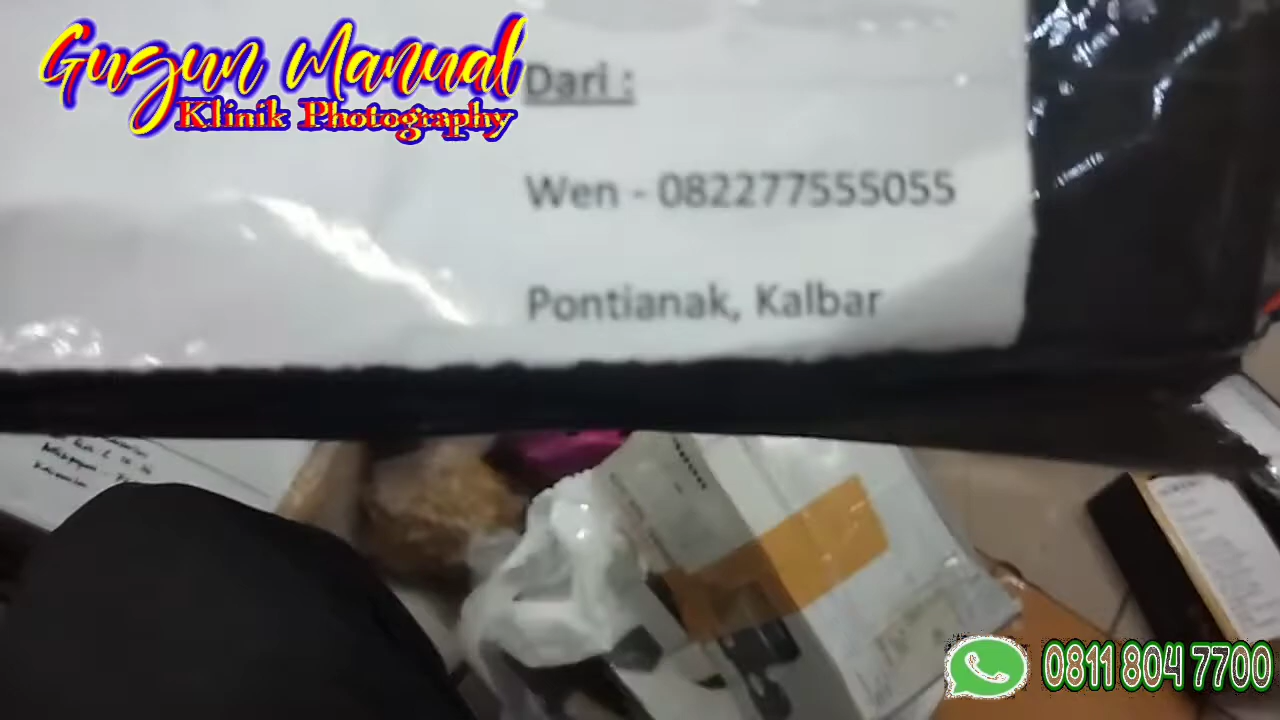 Gugun Manual
Klinik Photography
Dari :
Wen - 082277555055
Pontianak, Kalbar
0811 804 7700